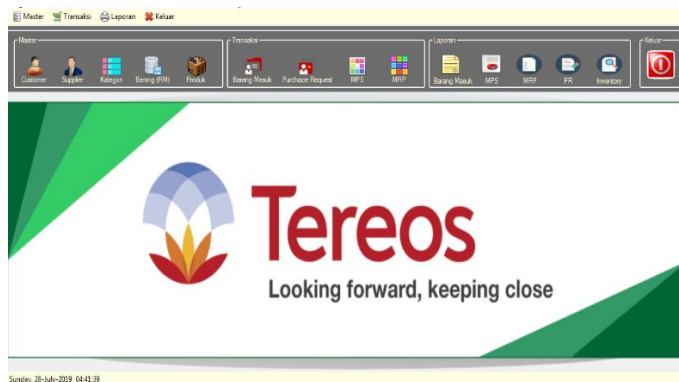 Master Transaksi Laporan Keluar
Master Transaksi Laporan Keluar
Customer Supplier Kategori Barang (RM) Produk Barang Masuk Purchace Request MPS MRP Barang Masuk MPS MRP PR Inventory
Tereos
Looking forward, keeping close
Sunday, 28-July-2019 04:41:39